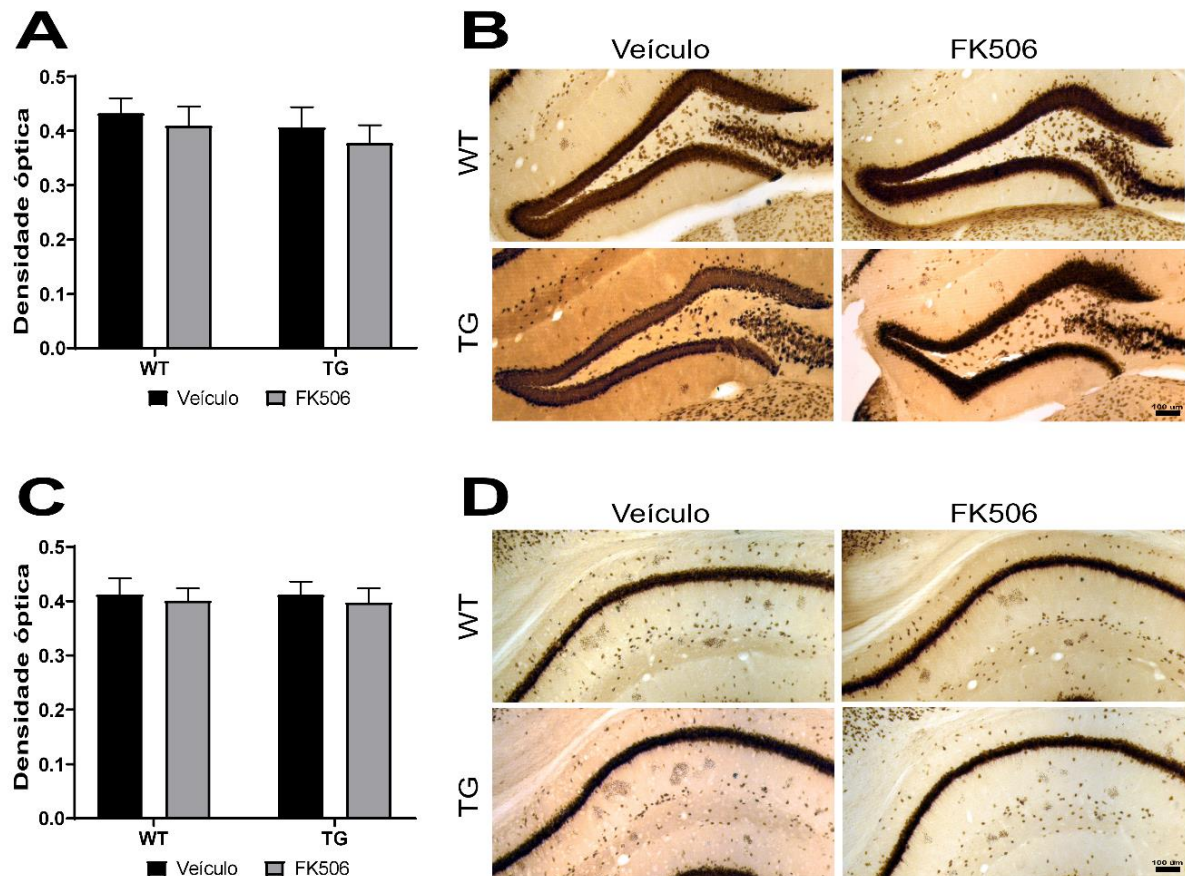 A
Densidade óptica
0.5
0.4
0.3
0.2
0.1
0.0
WT
TG
Veículo
FK506
B
Veículo
FK506
WT
TG
100 um
C
Densidade óptica
0.5
0.4
0.3
0.2
0.1
0.0
WT
TG
Veículo
FK506
D
Veículo
FK506
WT
TG
100 um